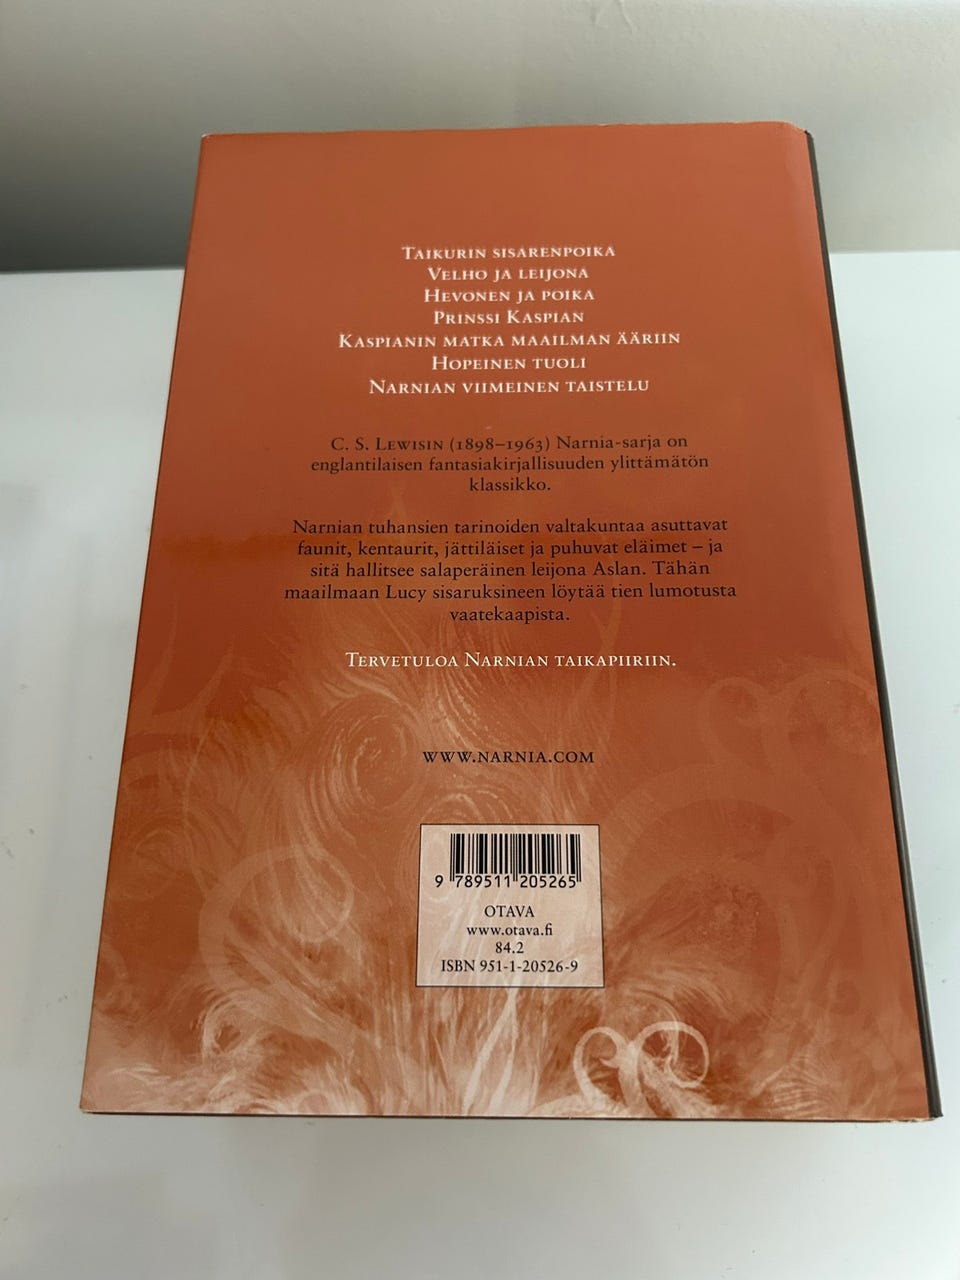 Taikurin sisarenpoika
Velho ja leijona
Hevonen ja poika
Prinssi Kaspian
Kaspianin matka maailman ääriin
Hopeinen tuoli
Narnian viimeinen taistelu
C. S. Lewisin (1898–1963) Narnia-sarja on
englantilaisen fantasiakirjallisuuden ylittämätön
klassikko.
Narnian tuhansien tarinoiden valtakuntaa asuttavat
faunit, kentaurit, jättiläiset ja puhuvat eläimet – ja
sitä hallitsee salaperäinen leijona Aslan. Tähän
maailmaan Lucy sisaruksineen löytää tien lumotusta
vaatekaapista.
Tervetuloa Narnian taikapiiriin.
www.narnia.com
9 789511 205265
OTAVA
www.otava.fi
84.2
ISBN 951-1-20526-9